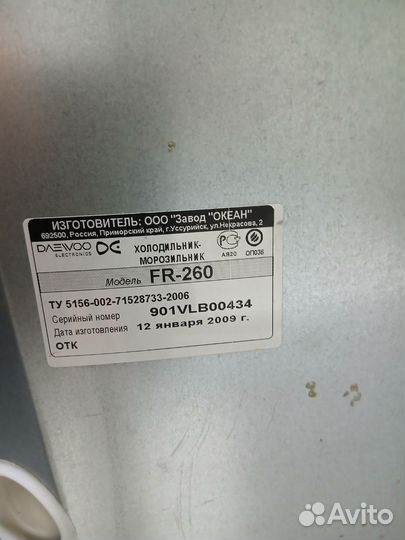 ИЗГОТОВИТЕЛЬ: ООО "Завод "ОКЕАН"
692500, Россия, Приморский край, г.Уссурийск, ул.Некрасова, 2
DAEWOO
ELECTRONICS
ХОЛОДИЛЬНИК-
МОРОЗИЛЬНИК
АЯ20
ОП036
Модель FR-260
ТУ 5156-002-71528733-2006
Серийный номер 901VLB00434
Дата изготовления 12 января 2009 г.
ОТК
Avito